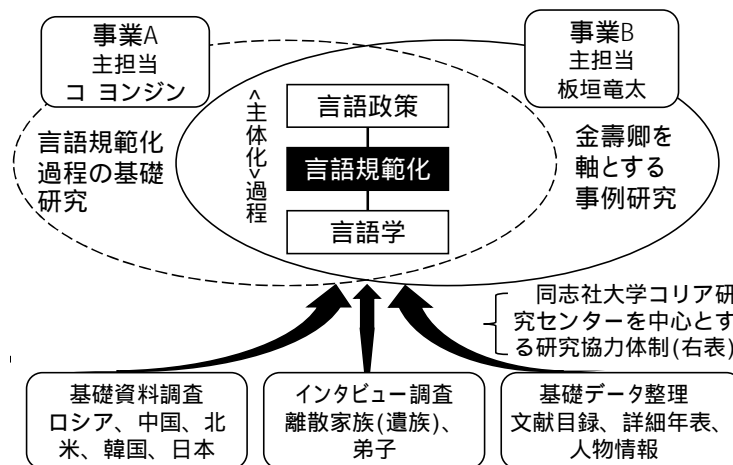 事業A
主担当
コ ヨンジン
事業B
主担当
板垣竜太
言語規範化
過程の基礎
研究
<主体化>過程
言語政策
言語規範化
言語学
金壽卿を
軸とする
事例研究
同志社大学コリア研
究センターを中心とす
る研究協力体制(右表)
基礎資料調査
ロシア、中国、北
米、韓国、日本
インタビュー調査
離散家族(遺族)、
弟子
基礎データ整理
文献目録、詳細年表、
人物情報